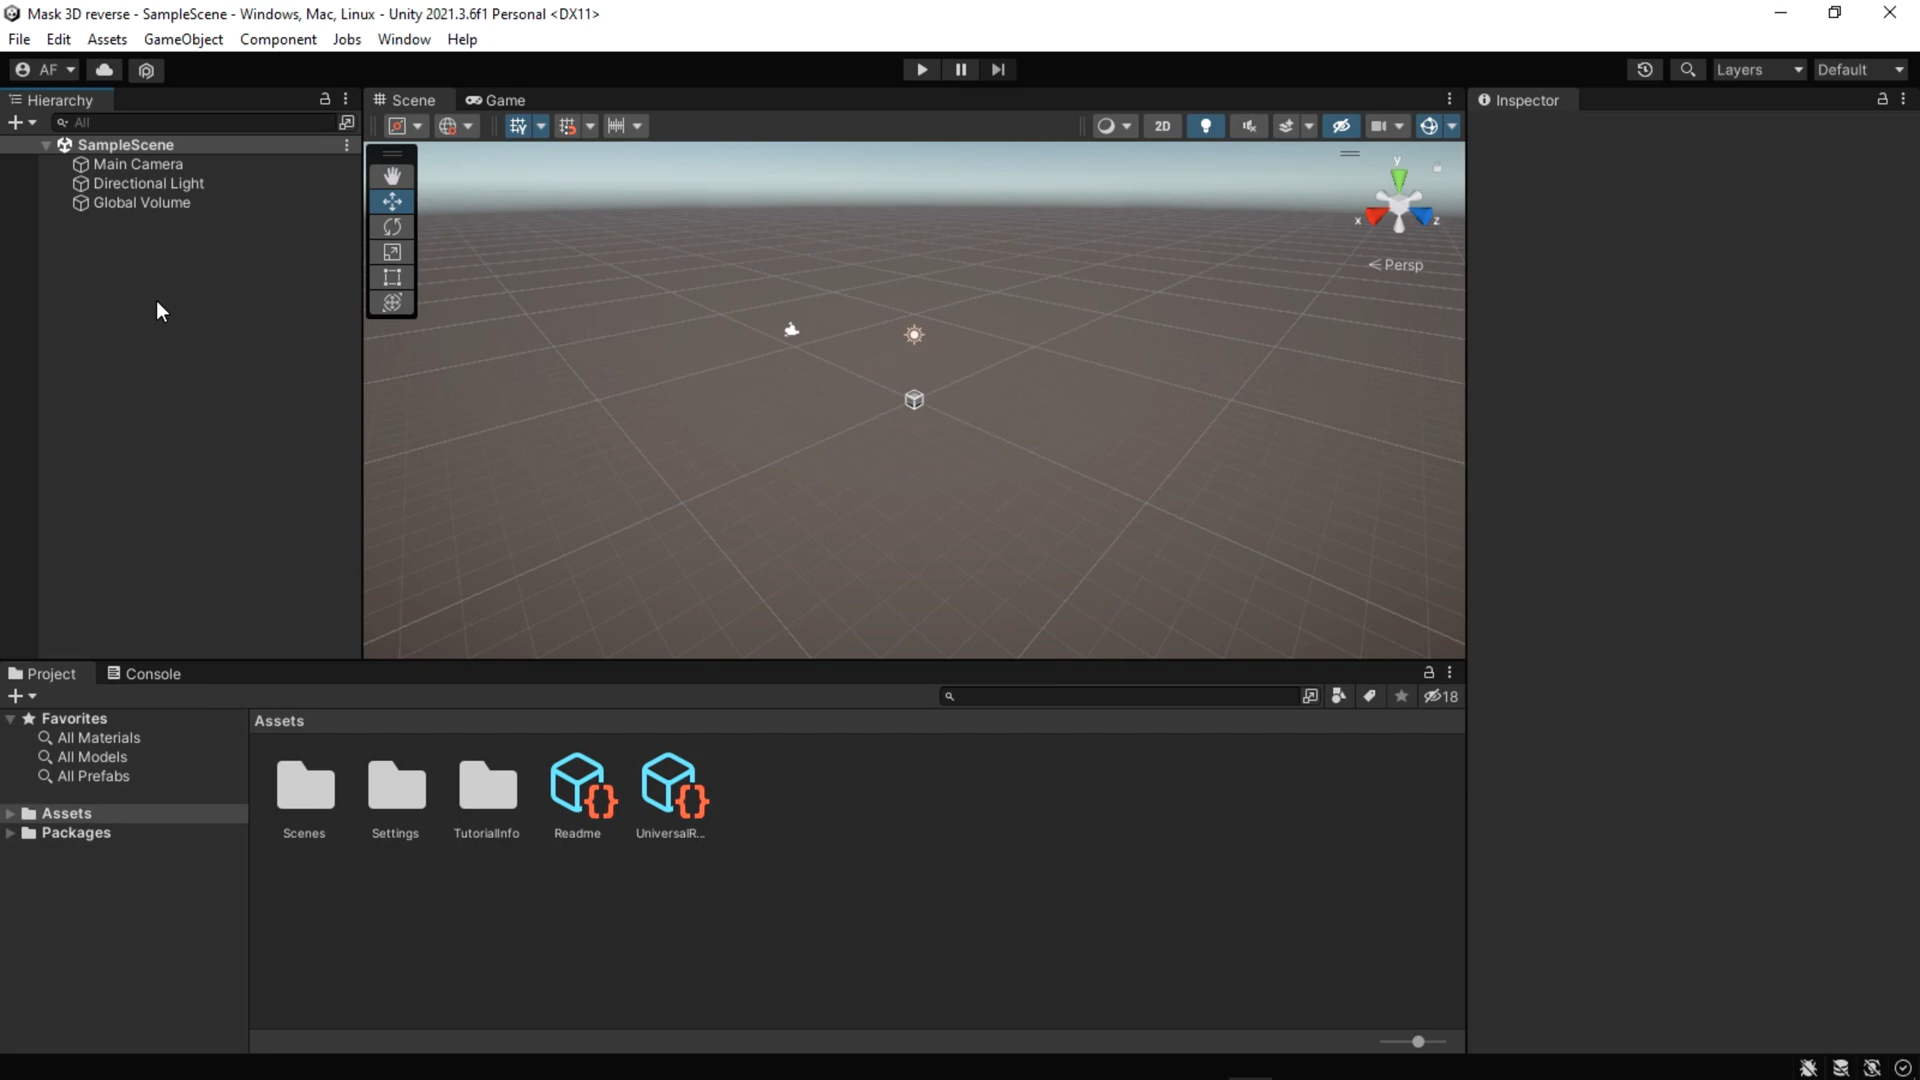 Mask 3D reverse - SampleScene - Windows, Mac, Linux - Unity 2021.3.6f1 Personal <DX11>
File Edit Assets GameObject Component Jobs Window Help
AF Layers Default
Hierarchy Scene Game Inspector
All 2D
SampleScene
Main Camera
Directional Light
Global Volume
y
x z
Persp
Project Console
18
Favorites Assets
All Materials
All Models
All Prefabs
Assets
Packages
Scenes Settings TutorialInfo Readme UniversalR...